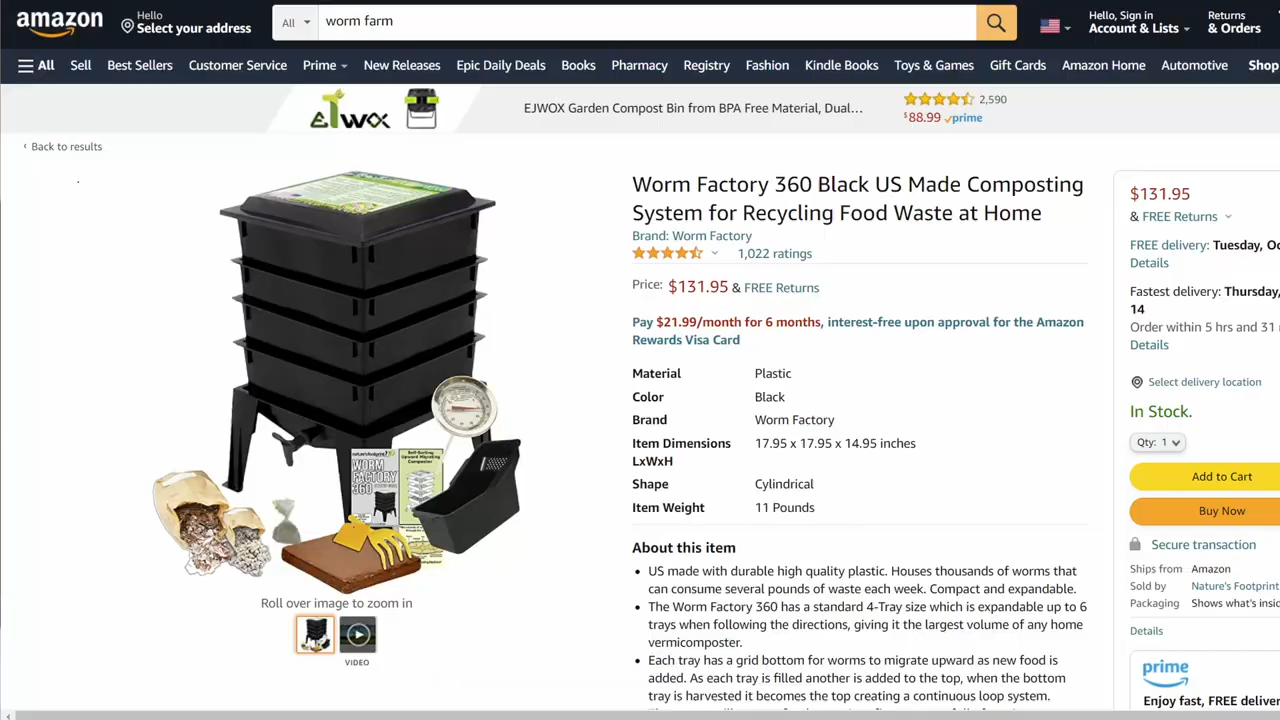 amazon
Hello
Select your address
All
worm farm
Hello, Sign in
Account & Lists
Returns
& Orders
All
Sell
Best Sellers
Customer Service
Prime
New Releases
Epic Daily Deals
Books
Pharmacy
Registry
Fashion
Kindle Books
Toys & Games
Gift Cards
Amazon Home
Automotive
Shop
EJWOX
EJWOX Garden Compost Bin from BPA Free Material, Dual...
2,590
$88.99 prime
‹ Back to results
Worm Factory 360 Black US Made Composting
System for Recycling Food Waste at Home
Brand: Worm Factory
1,022 ratings
Price: $131.95 & FREE Returns
Pay $21.99/month for 6 months, interest-free upon approval for the Amazon
Rewards Visa Card
Material Plastic
Color Black
Brand Worm Factory
Item Dimensions 17.95 x 17.95 x 14.95 inches
LxWxH
Shape Cylindrical
Item Weight 11 Pounds
About this item
• US made with durable high quality plastic. Houses thousands of worms that
can consume several pounds of waste each week. Compact and expandable.
• The Worm Factory 360 has a standard 4-Tray size which is expandable up to 6
trays when following the directions, giving it the largest volume of any home
vermicomposter.
• Each tray has a grid bottom for worms to migrate upward as new food is
added. As each tray is filled another is added to the top, when the bottom
tray is harvested it becomes the top creating a continuous loop system.
WORM
FACTORY
360
Self-Sorting
Upward Migrating
Composter
Roll over image to zoom in
VIDEO
$131.95
& FREE Returns
FREE delivery: Tuesday, Oc
Details
Fastest delivery: Thursday,
14
Order within 5 hrs and 31
Details
Select delivery location
In Stock.
Qty: 1
Add to Cart
Buy Now
Secure transaction
Ships from Amazon
Sold by Nature's Footprint
Packaging Shows what's insid
Details
prime
Enjoy fast, FREE deliver